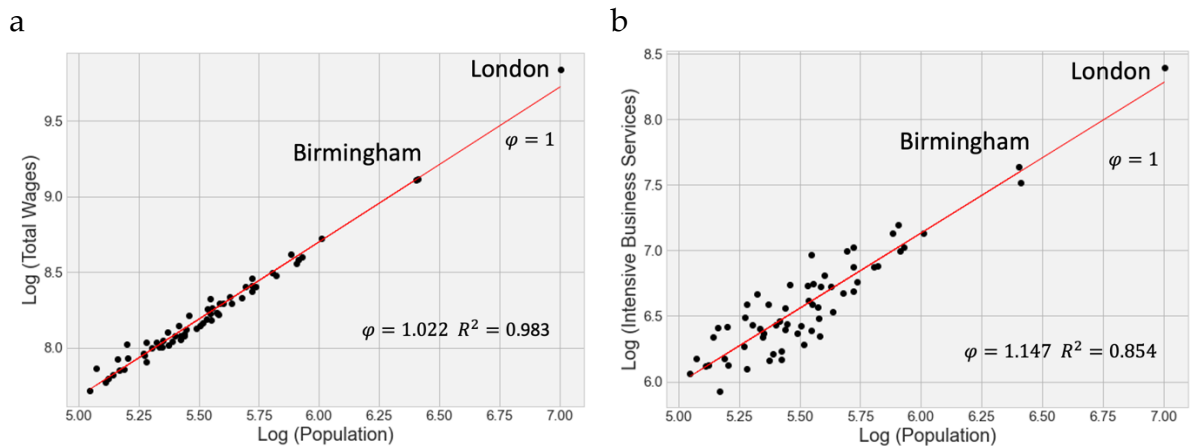 a
London
Birmingham
φ = 1
φ = 1.022 R² = 0.983
Log (Total Wages)
9.5
9.0
8.5
8.0
5.00 5.25 5.50 5.75 6.00 6.25 6.50 6.75 7.00
Log (Population)
b
London
Birmingham
φ = 1
φ = 1.147 R² = 0.854
Log (Intensive Business Services)
8.5
8.0
7.5
7.0
6.5
6.0
5.00 5.25 5.50 5.75 6.00 6.25 6.50 6.75 7.00
Log (Population)